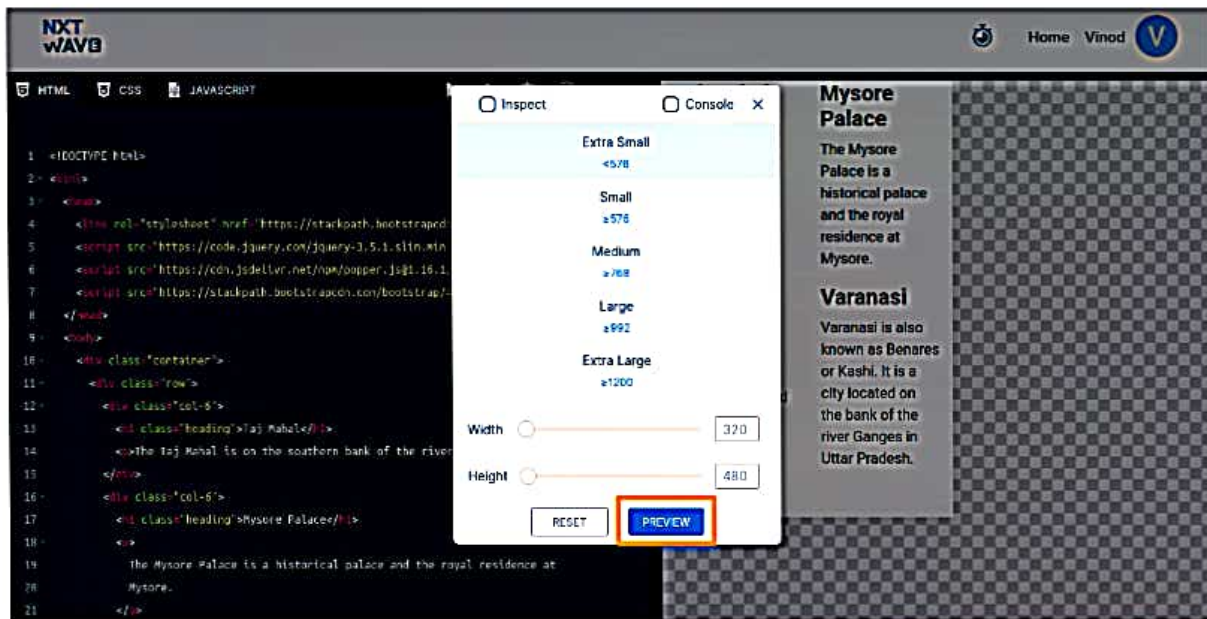 NXT
WAVE
Home Vinod V
HTML CSS JAVASCRIPT
1 <!DOCTYPE html>
2 <html>
3 <head>
4 <link rel="stylesheet" href="https://stackpath.bootstrapcd
5 <script src="https://code.jquery.com/jquery-3.5.1.slim.min
6 <script src="https://cdn.jsdelivr.net/npm/popper.js@1.16.1
7 <script src="https://stackpath.bootstrapcdn.com/bootstrap/
8 </head>
9 <body>
10 <div class="container">
11 <div class="row">
12 <div class="col-6">
13 <h1 class="heading">Taj Mahal</h1>
14 <p>The Taj Mahal is on the southern bank of the river
15 </div>
16 <div class="col-6">
17 <h1 class="heading">Mysore Palace</h1>
18 <p>
19 The Mysore Palace is a historical palace and the royal residence at
20 Mysore.
21 </p>
Inspect Console ×
Extra Small
<576
Small
≥576
Medium
≥768
Large
≥992
Extra Large
≥1200
Width 320
Height 480
RESET PREVIEW
Mysore
Palace
The Mysore
Palace is a
historical palace
and the royal
residence at
Mysore.
Varanasi
Varanasi is also
known as Benares
or Kashi. It is a
city located on
the bank of the
river Ganges in
Uttar Pradesh.